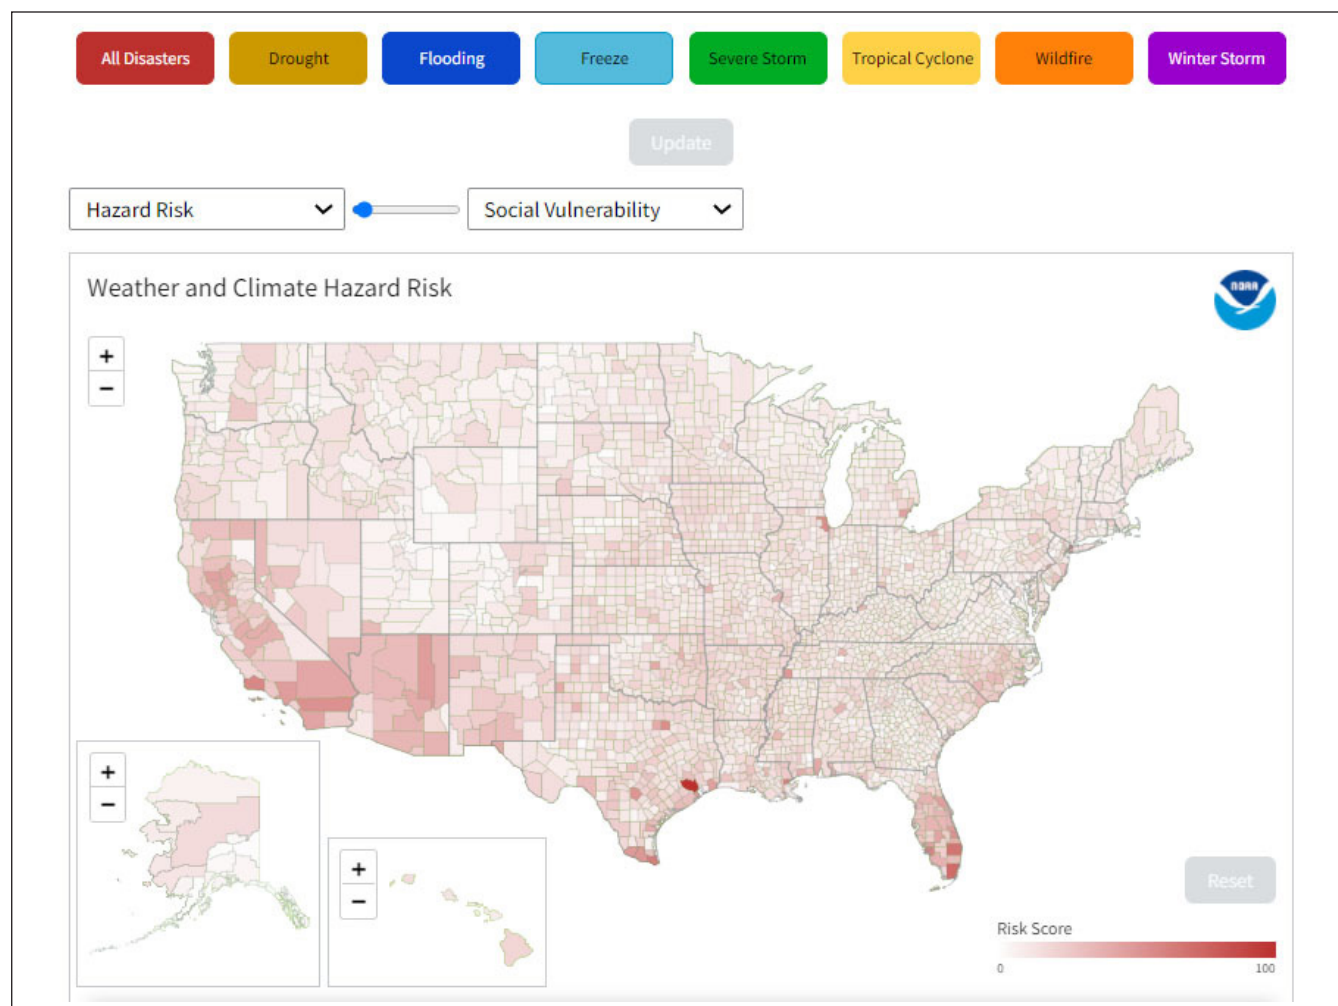 All Disasters
Drought
Flooding
Freeze
Severe Storm
Tropical Cyclone
Wildfire
Winter Storm
Update
Hazard Risk
Social Vulnerability
Weather and Climate Hazard Risk
NOAA
+
−
+
−
+
−
Reset
Risk Score
0
100